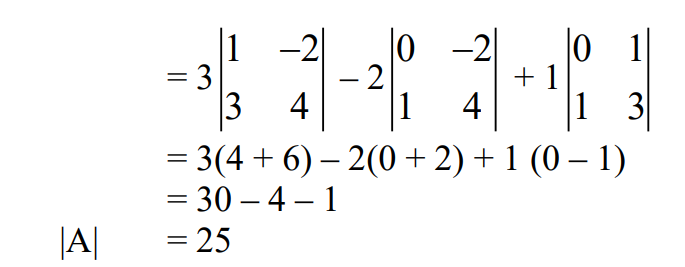 = 3 |1 –2| – 2 |0 –2| + 1 |0 1|
|3 4| |1 4| |1 3|
= 3(4 + 6) – 2(0 + 2) + 1 (0 – 1)
= 30 – 4 – 1
|A| = 25